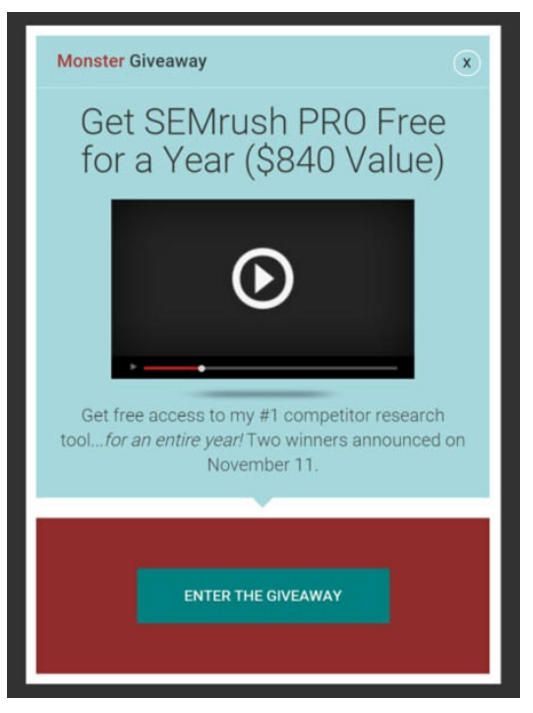 Monster Giveaway
X
Get SEMrush PRO Free
for a Year ($840 Value)
Get free access to my #1 competitor research
tool...for an entire year! Two winners announced on
November 11.
ENTER THE GIVEAWAY